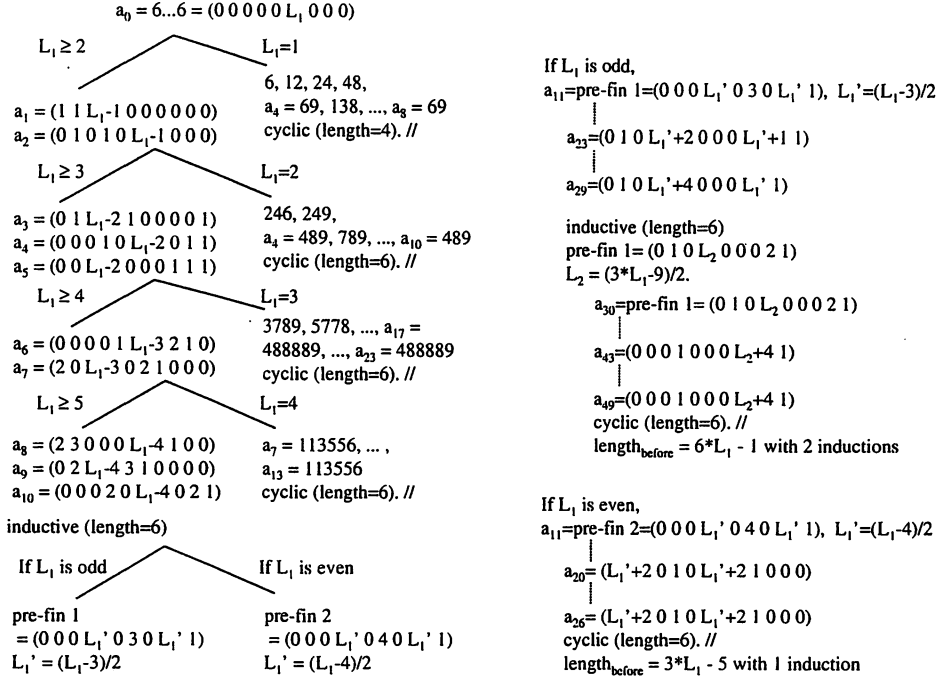 a₀ = 6...6 = (0 0 0 0 0 L₁ 0 0 0)
L₁ ≥ 2
L₁=1
a₁ = (1 1 L₁-1 0 0 0 0 0 0)
a₂ = (0 1 0 1 0 L₁-1 0 0 0)
6, 12, 24, 48,
a₄ = 69, 138, ..., a₈ = 69
cyclic (length=4). //
L₁ ≥ 3
L₁=2
a₃ = (0 1 L₁-2 1 0 0 0 0 1)
a₄ = (0 0 0 1 0 L₁-2 0 1 1)
a₅ = (0 0 L₁-2 0 0 0 1 1 1)
246, 249,
a₄ = 489, 789, ..., a₁₀ = 489
cyclic (length=6). //
L₁ ≥ 4
L₁=3
a₆ = (0 0 0 0 1 L₁-3 2 1 0)
a₇ = (2 0 L₁-3 0 2 1 0 0 0)
3789, 5778, ..., a₁₇ =
488889, ..., a₂₃ = 488889
cyclic (length=6). //
L₁ ≥ 5
L₁=4
a₈ = (2 3 0 0 0 L₁-4 1 0 0)
a₉ = (0 2 L₁-4 3 1 0 0 0 0)
a₁₀ = (0 0 0 2 0 L₁-4 0 2 1)
a₇ = 113556, ... ,
a₁₃ = 113556
cyclic (length=6). //
inductive (length=6)
If L₁ is odd
If L₁ is even
pre-fin 1
= (0 0 0 L₁' 0 3 0 L₁' 1)
L₁' = (L₁-3)/2
pre-fin 2
= (0 0 0 L₁' 0 4 0 L₁' 1)
L₁' = (L₁-4)/2
If L₁ is odd,
a₁₁=pre-fin 1=(0 0 0 L₁' 0 3 0 L₁' 1), L₁'=(L₁-3)/2
a₂₃=(0 1 0 L₁'+2 0 0 0 L₁'+1 1)
a₂₉=(0 1 0 L₁'+4 0 0 0 L₁' 1)
inductive (length=6)
pre-fin 1= (0 1 0 L₂ 0 0 0 2 1)
L₂ = (3*L₁-9)/2.
a₃₀=pre-fin 1= (0 1 0 L₂ 0 0 0 2 1)
a₄₃=(0 0 0 1 0 0 0 L₂+4 1)
a₄₉=(0 0 0 1 0 0 0 L₂+4 1)
cyclic (length=6). //
length_before = 6*L₁ - 1 with 2 inductions
If L₁ is even,
a₁₁=pre-fin 2=(0 0 0 L₁' 0 4 0 L₁' 1), L₁'=(L₁-4)/2
a₂₀= (L₁'+2 0 1 0 L₁'+2 1 0 0 0)
a₂₆= (L₁'+2 0 1 0 L₁'+2 1 0 0 0)
cyclic (length=6). //
length_before = 3*L₁ - 5 with 1 induction